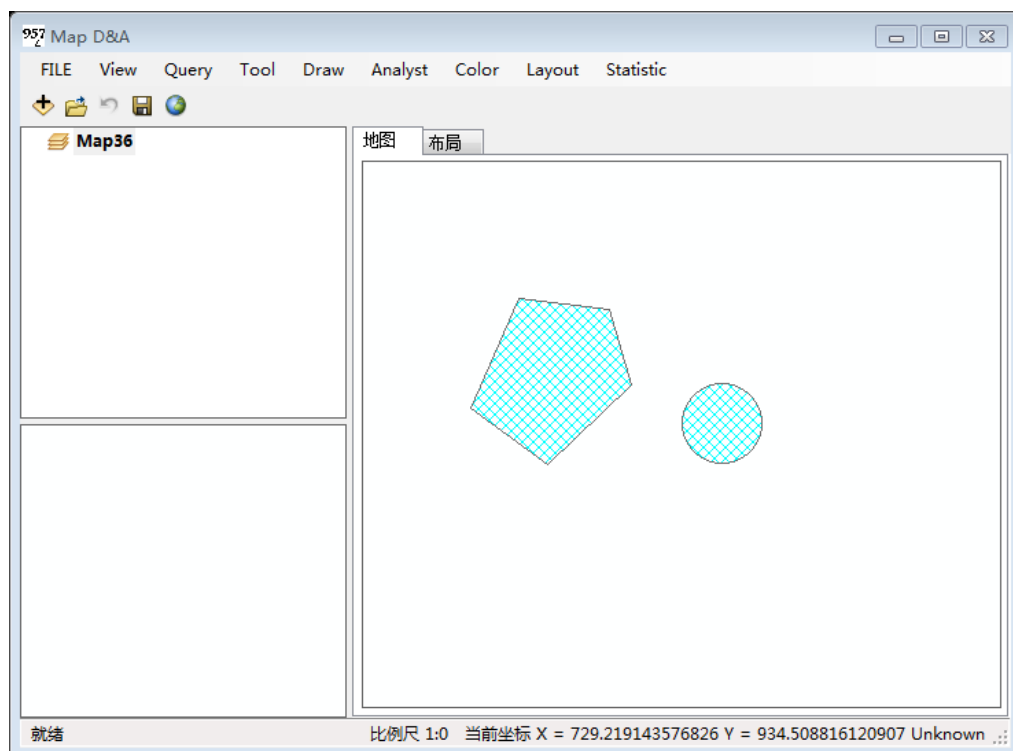 Map D&A
FILE View Query Tool Draw Analyst Color Layout Statistic
Map36
地图 布局
就绪 比例尺 1:0 当前坐标 X = 729.219143576826 Y = 934.508816120907 Unknown